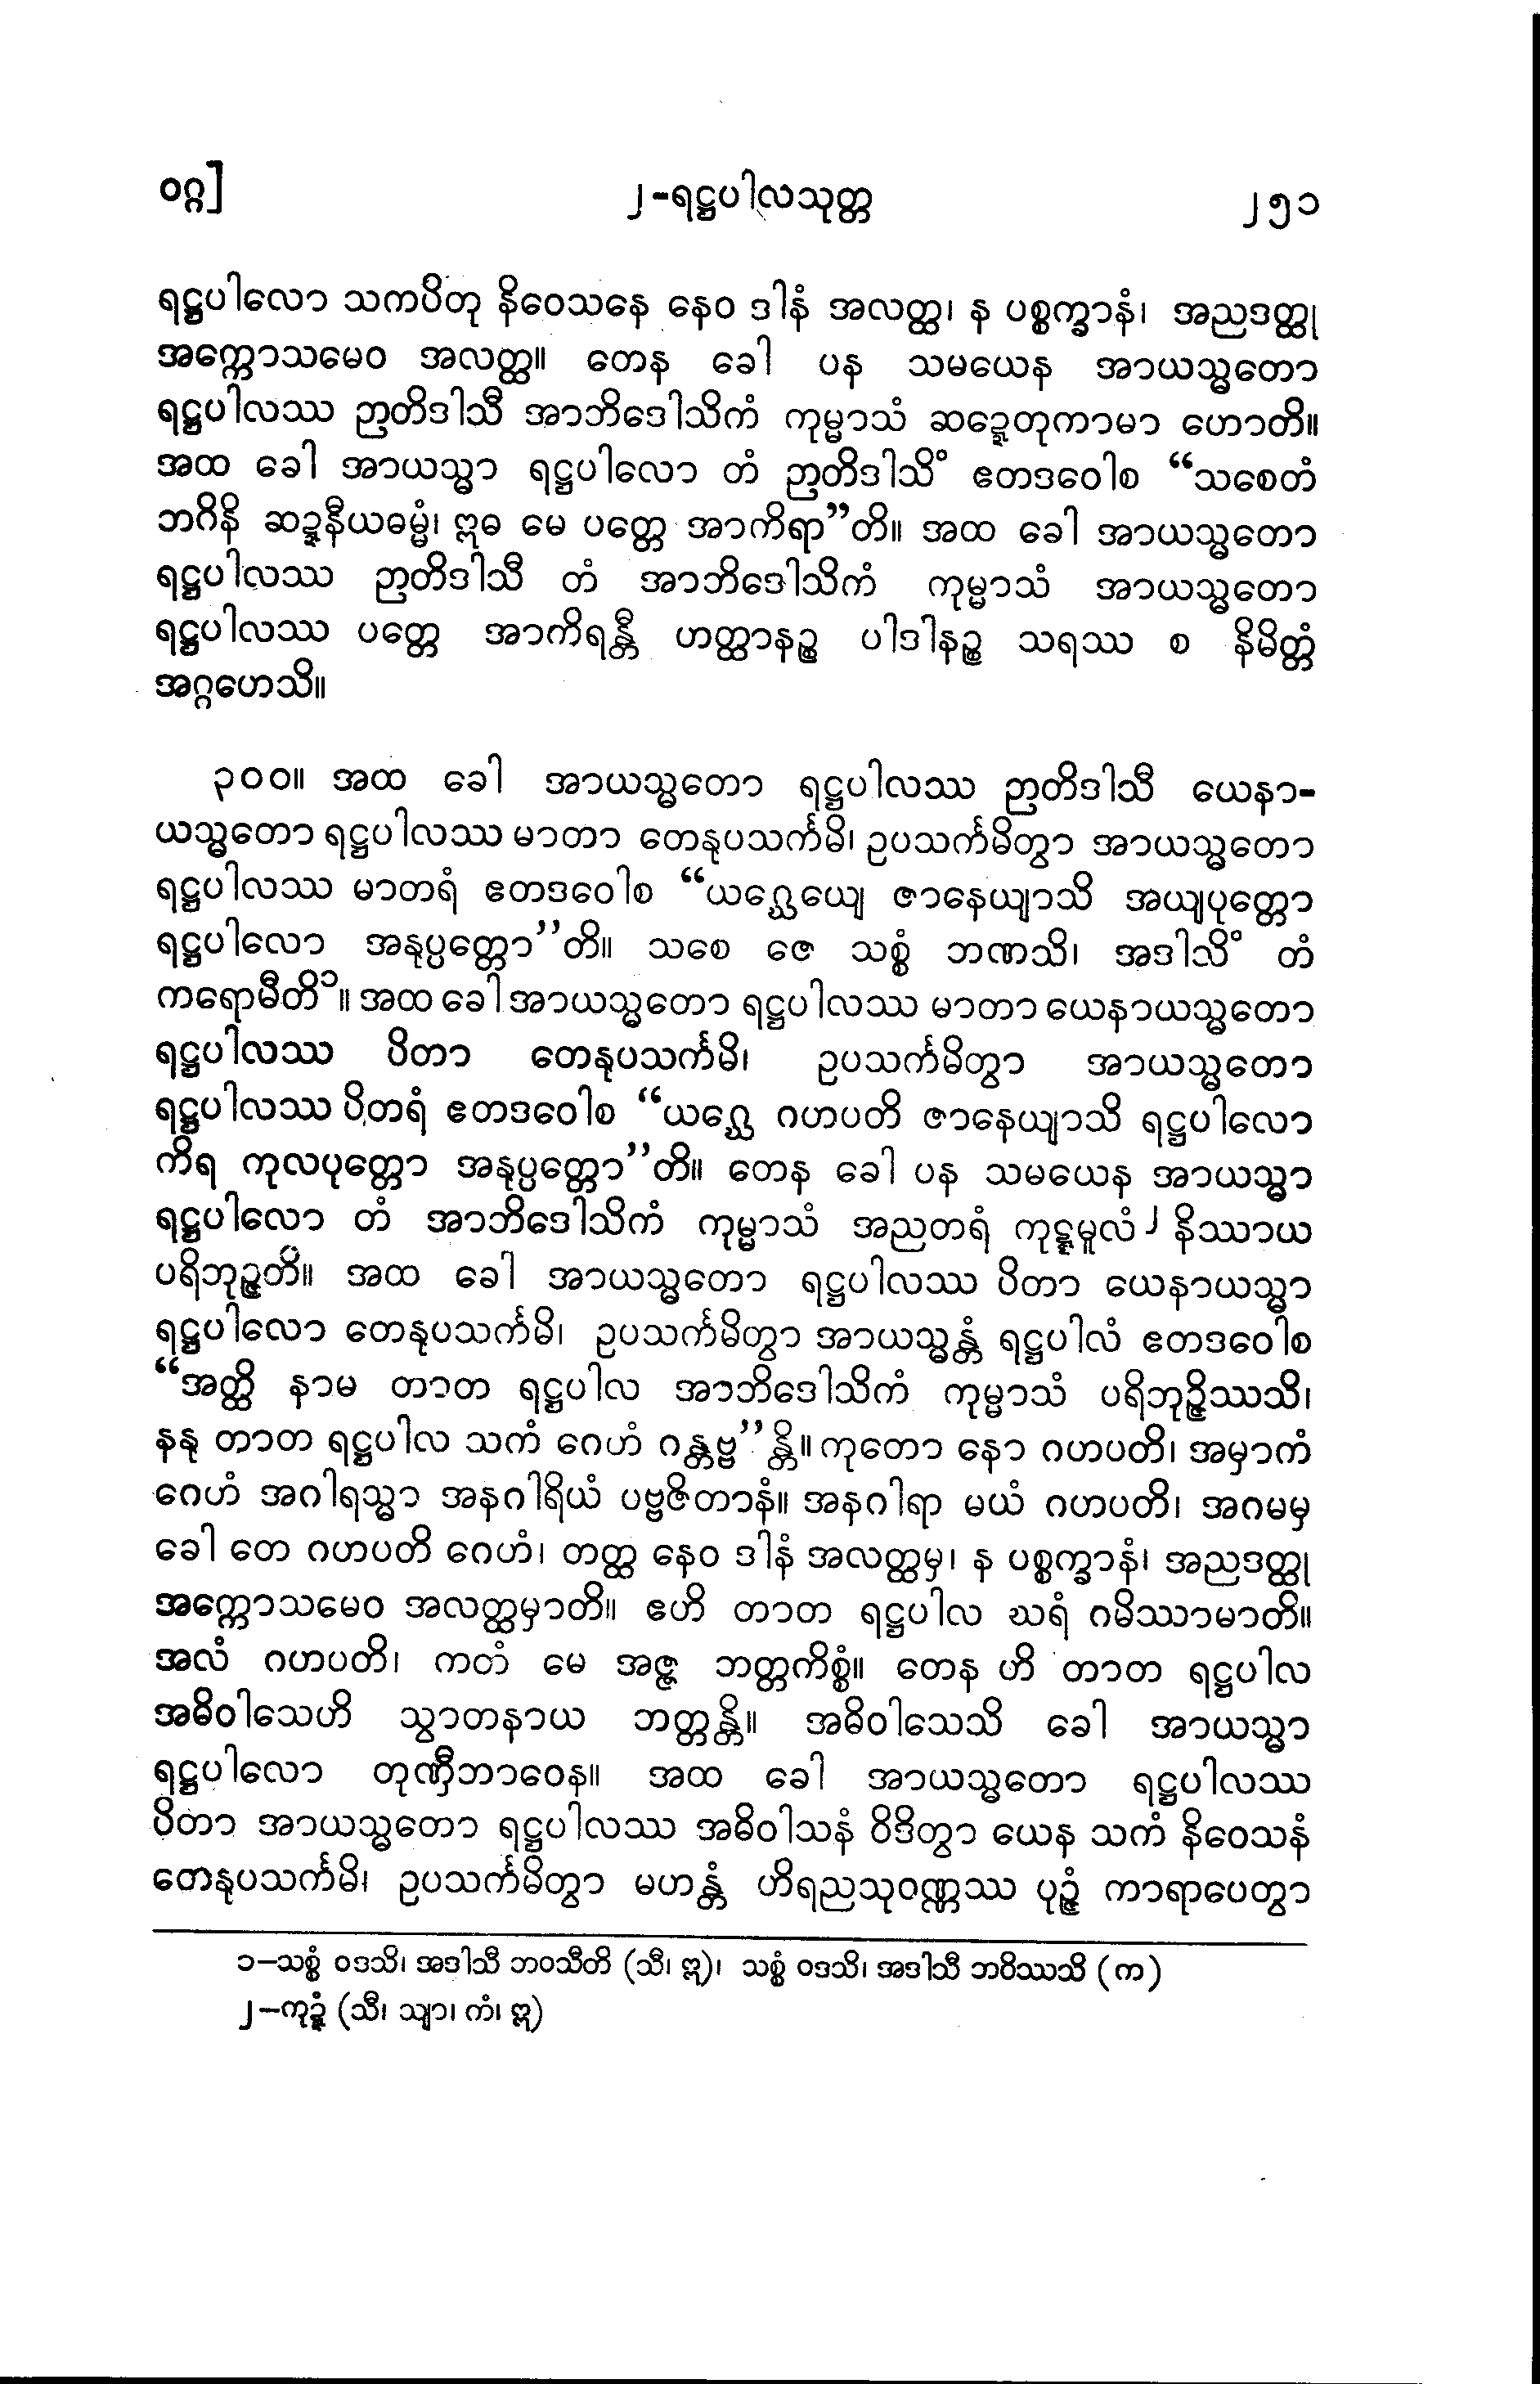 ဝဂ္ဂ]
၂-ရဋ္ဌပါလသုတ္တ
၂၅၁
ရဋ္ဌပါလော သကပိတု နိဝေသနေ နေဝ ဒါနံ အလတ္ထ၊ န ပစ္စက္ခာနံ၊ အညဒတ္ထု
အက္ကောသမေဝ အလတ္ထ။ တေန ခေါ ပန သမယေန အာယသ္မတော
ရဋ္ဌပါလဿ ဉာတိဒါသီ အာဘိဒေါသိကံ ကုမ္မာသံ ဆဍ္ဍေတုကာမာ ဟောတိ။
အထ ခေါ အာယသ္မာ ရဋ္ဌပါလော တံ ဉာတိဒါသိံ ဧတဒဝေါစ “သစေတံ
ဘဂိနိ ဆဍ္ဍနီယဓမ္မံ၊ ဣဓ မေ ပတ္တေ အာကိရာ”တိ။ အထ ခေါ အာယသ္မတော
ရဋ္ဌပါလဿ ဉာတိဒါသီ တံ အာဘိဒေါသိကံ ကုမ္မာသံ အာယသ္မတော
ရဋ္ဌပါလဿ ပတ္တေ အာကိရန္တီ ဟတ္ထာနဉ္စ ပါဒါနဉ္စ သရဿ စ နိမိတ္တံ
အဂ္ဂဟေသိ။
၃၀၀။ အထ ခေါ အာယသ္မတော ရဋ္ဌပါလဿ ဉာတိဒါသီ ယေနာ-
ယသ္မတော ရဋ္ဌပါလဿ မာတာ တေနုပသင်္ကမိ၊ ဥပသင်္ကမိတွာ အာယသ္မတော
ရဋ္ဌပါလဿ မာတရံ ဧတဒဝေါစ “ယဂ္ဃေယျေ ဇာနေယျာသိ အယျပုတ္တော
ရဋ္ဌပါလော အနုပ္ပတ္တော”တိ။ သစေ ဇေ သစ္စံ ဘဏသိ၊ အဒါသိံ တံ
ကရောမီတိ၁။ အထ ခေါ အာယသ္မတော ရဋ္ဌပါလဿ မာတာ ယေနာယသ္မတော
ရဋ္ဌပါလဿ ပိတာ တေနုပသင်္ကမိ၊ ဥပသင်္ကမိတွာ အာယသ္မတော
ရဋ္ဌပါလဿ ပိတရံ ဧတဒဝေါစ “ယဂ္ဃေ ဂဟပတိ ဇာနေယျာသိ ရဋ္ဌပါလော
ကိရ ကုလပုတ္တော အနုပ္ပတ္တော”တိ။ တေန ခေါ ပန သမယေန အာယသ္မာ
ရဋ္ဌပါလော တံ အာဘိဒေါသိကံ ကုမ္မာသံ အညတရံ ကုဋ္ဋမူလံ၂ နိဿာယ
ပရိဘုဉ္ဇတိ။ အထ ခေါ အာယသ္မတော ရဋ္ဌပါလဿ ပိတာ ယေနာယသ္မာ
ရဋ္ဌပါလော တေနုပသင်္ကမိ၊ ဥပသင်္ကမိတွာ အာယသ္မန္တံ ရဋ္ဌပါလံ ဧတဒဝေါစ
“အတ္ထိ နာမ တာတ ရဋ္ဌပါလ အာဘိဒေါသိကံ ကုမ္မာသံ ပရိဘုဉ္ဇိဿသိ၊
နနု တာတ ရဋ္ဌပါလ သကံ ဂေဟံ ဂန္တဗ္ဗ”န္တိ။ ကုတော နော ဂဟပတိ၊ အမှာကံ
ဂေဟံ အဂါရသ္မာ အနဂါရိယံ ပဗ္ဗဇိတာနံ။ အနဂါရာ မယံ ဂဟပတိ၊ အဂမမှ
ခေါ တေ ဂဟပတိ ဂေဟံ၊ တတ္ထ နေဝ ဒါနံ အလတ္ထမှ၊ န ပစ္စက္ခာနံ၊ အညဒတ္ထု
အက္ကောသမေဝ အလတ္ထမှာတိ။ ဧဟိ တာတ ရဋ္ဌပါလ ဃရံ ဂမိဿာမာတိ။
အလံ ဂဟပတိ၊ ကတံ မေ အဇ္ဇ ဘတ္တကိစ္စံ။ တေန ဟိ တာတ ရဋ္ဌပါလ
အဓိဝါသေဟိ သွာတနာယ ဘတ္တန္တိ။ အဓိဝါသေသိ ခေါ အာယသ္မာ
ရဋ္ဌပါလော တုဏှီဘာဝေန။ အထ ခေါ အာယသ္မတော ရဋ္ဌပါလဿ
ပိတာ အာယသ္မတော ရဋ္ဌပါလဿ အဓိဝါသနံ ဝိဒိတွာ ယေန သကံ နိဝေသနံ
တေနုပသင်္ကမိ၊ ဥပသင်္ကမိတွာ မဟန္တံ ဟိရညသုဝဏ္ဏဿ ပုဉ္ဇံ ကာရာပေတွာ
၁-သစ္စံ ဝဒသိ၊ အဒါသီ ဘဝသီတိ (သီ၊ ဣ)၊ သစ္စံ ဝဒသိ၊ အဒါသီ ဘဝိဿသိ (က)
၂-ကုဍ္ဍံ (သီ၊ သျာ၊ ကံ၊ ဣ)